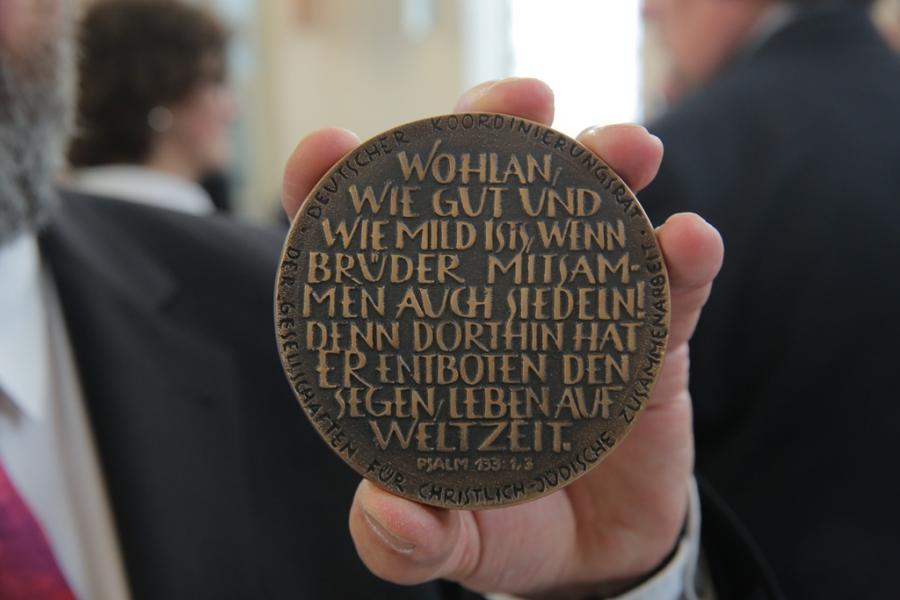 · DEUTSCHER KOORDINIERUNGSRAT ·
DER GESELLSCHAFTEN FÜR CHRISTLICH-JÜDISCHE ZUSAMMENARBEIT
WOHLAN,
WIE GUT UND
WIE MILD ISTS, WENN
BRÜDER MITSAM-
MEN AUCH SIEDELN!
DENN DORTHIN HAT
ER ENTBOTEN DEN
SEGEN, LEBEN AUF
WELTZEIT.
PSALM 133: 1,3